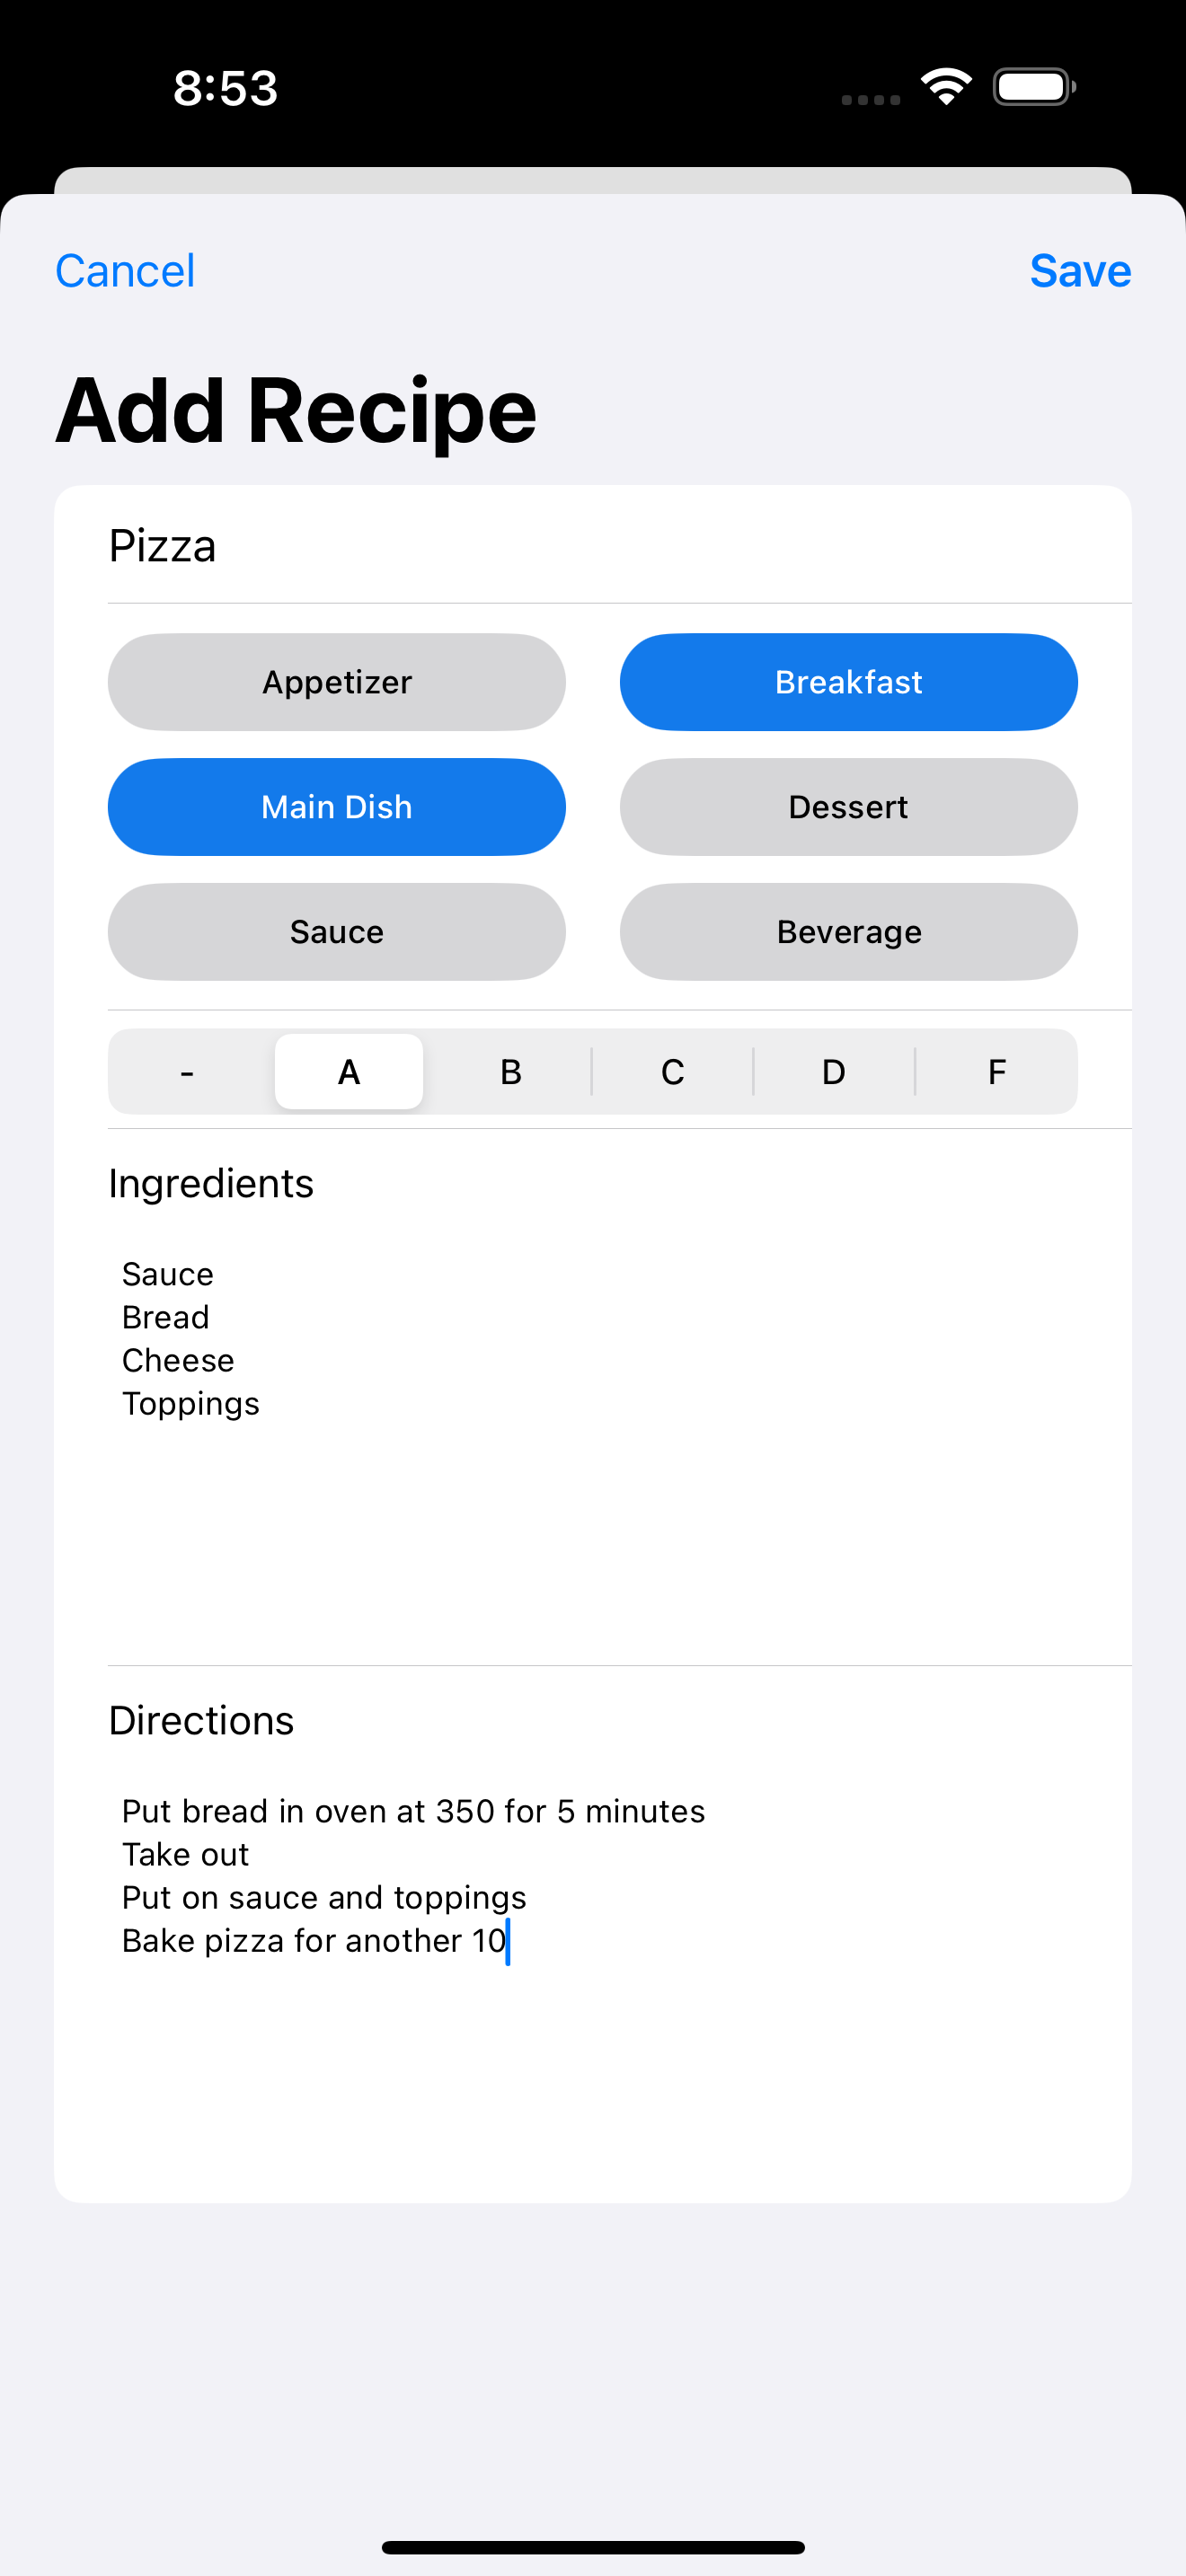 8:53
Cancel Save
Add Recipe
Pizza
Appetizer Breakfast
Main Dish Dessert
Sauce Beverage
- A B C D F
Ingredients
Sauce
Bread
Cheese
Toppings
Directions
Put bread in oven at 350 for 5 minutes
Take out
Put on sauce and toppings
Bake pizza for another 10